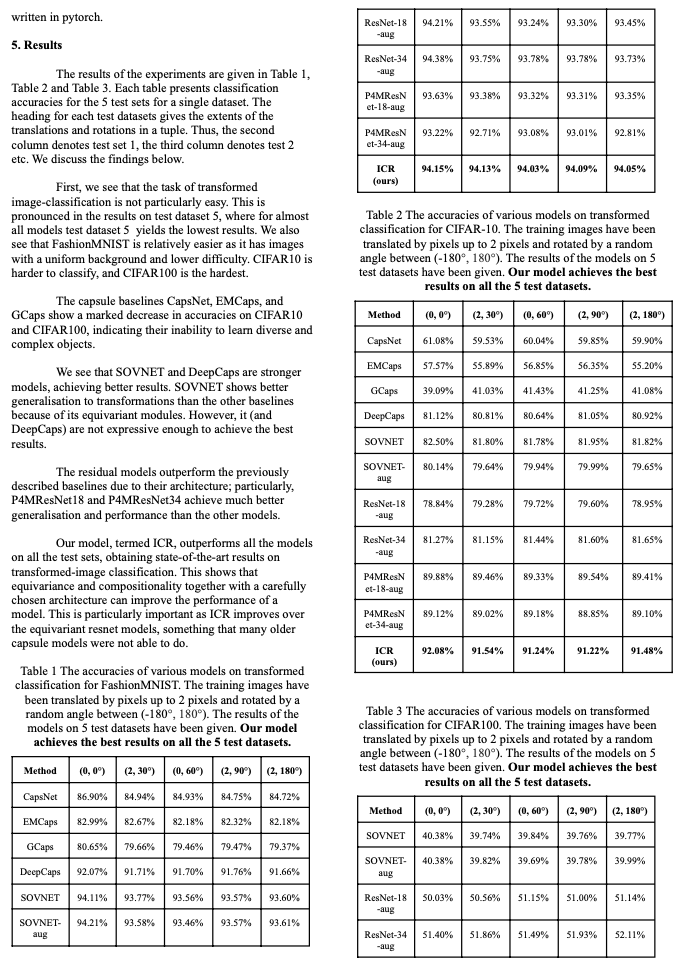 written in pytorch.
5. Results
The results of the experiments are given in Table 1,
Table 2 and Table 3. Each table presents classification
accuracies for the 5 test sets for a single dataset. The
heading for each test datasets gives the extents of the
translations and rotations in a tuple. Thus, the second
column denotes test set 1, the third column denotes test 2
etc. We discuss the findings below.
First, we see that the task of transformed
image-classification is not particularly easy. This is
pronounced in the results on test dataset 5, where for almost
all models test dataset 5 yields the lowest results. We also
see that FashionMNIST is relatively easier as it has images
with a uniform background and lower difficulty. CIFAR10 is
harder to classify, and CIFAR100 is the hardest.
The capsule baselines CapsNet, EMCaps, and
GCaps show a marked decrease in accuracies on CIFAR10
and CIFAR100, indicating their inability to learn diverse and
complex objects.
We see that SOVNET and DeepCaps are stronger
models, achieving better results. SOVNET shows better
generalisation to transformations than the other baselines
because of its equivariant modules. However, it (and
DeepCaps) are not expressive enough to achieve the best
results.
The residual models outperform the previously
described baselines due to their architecture; particularly,
P4MResNet18 and P4MResNet34 achieve much better
generalisation and performance than the other models.
Our model, termed ICR, outperforms all the models
on all the test sets, obtaining state-of-the-art results on
transformed-image classification. This shows that
equivariance and compositionality together with a carefully
chosen architecture can improve the performance of a
model. This is particularly important as ICR improves over
the equivariant resnet models, something that many older
capsule models were not able to do.
Table 1 The accuracies of various models on transformed
classification for FashionMNIST. The training images have
been translated by pixels up to 2 pixels and rotated by a
random angle between (-180°, 180°). The results of the
models on 5 test datasets have been given. Our model
achieves the best results on all the 5 test datasets.
Method (0, 0°) (2, 30°) (0, 60°) (2, 90°) (2, 180°)
CapsNet 86.90% 84.94% 84.93% 84.75% 84.72%
EMCaps 82.99% 82.67% 82.18% 82.32% 82.18%
GCaps 80.65% 79.66% 79.46% 79.47% 79.37%
DeepCaps 92.07% 91.71% 91.70% 91.76% 91.66%
SOVNET 94.11% 93.77% 93.56% 93.57% 93.60%
SOVNET- 94.21% 93.58% 93.46% 93.57% 93.61%
aug
ResNet-18 94.21% 93.55% 93.24% 93.30% 93.45%
-aug
ResNet-34 94.38% 93.75% 93.78% 93.78% 93.73%
-aug
P4MResN 93.63% 93.38% 93.32% 93.31% 93.35%
et-18-aug
P4MResN 93.22% 92.71% 93.08% 93.01% 92.81%
et-34-aug
ICR 94.15% 94.13% 94.03% 94.09% 94.05%
(ours)
Table 2 The accuracies of various models on transformed
classification for CIFAR-10. The training images have been
translated by pixels up to 2 pixels and rotated by a random
angle between (-180°, 180°). The results of the models on 5
test datasets have been given. Our model achieves the best
results on all the 5 test datasets.
Method (0, 0°) (2, 30°) (0, 60°) (2, 90°) (2, 180°)
CapsNet 61.08% 59.53% 60.04% 59.85% 59.90%
EMCaps 57.57% 55.89% 56.85% 56.35% 55.20%
GCaps 39.09% 41.03% 41.43% 41.25% 41.08%
DeepCaps 81.12% 80.81% 80.64% 81.05% 80.92%
SOVNET 82.50% 81.80% 81.78% 81.95% 81.82%
SOVNET- 80.14% 79.64% 79.94% 79.99% 79.65%
aug
ResNet-18 78.84% 79.28% 79.72% 79.60% 78.95%
-aug
ResNet-34 81.27% 81.15% 81.44% 81.60% 81.65%
-aug
P4MResN 89.88% 89.46% 89.33% 89.54% 89.41%
et-18-aug
P4MResN 89.12% 89.02% 89.18% 88.85% 89.10%
et-34-aug
ICR 92.08% 91.54% 91.24% 91.22% 91.48%
(ours)
Table 3 The accuracies of various models on transformed
classification for CIFAR100. The training images have been
translated by pixels up to 2 pixels and rotated by a random
angle between (-180°, 180°). The results of the models on 5
test datasets have been given. Our model achieves the best
results on all the 5 test datasets.
Method (0, 0°) (2, 30°) (0, 60°) (2, 90°) (2, 180°)
SOVNET 40.38% 39.74% 39.84% 39.76% 39.77%
SOVNET- 40.38% 39.82% 39.69% 39.78% 39.99%
aug
ResNet-18 50.03% 50.56% 51.15% 51.00% 51.14%
-aug
ResNet-34 51.40% 51.86% 51.49% 51.93% 52.11%
-aug